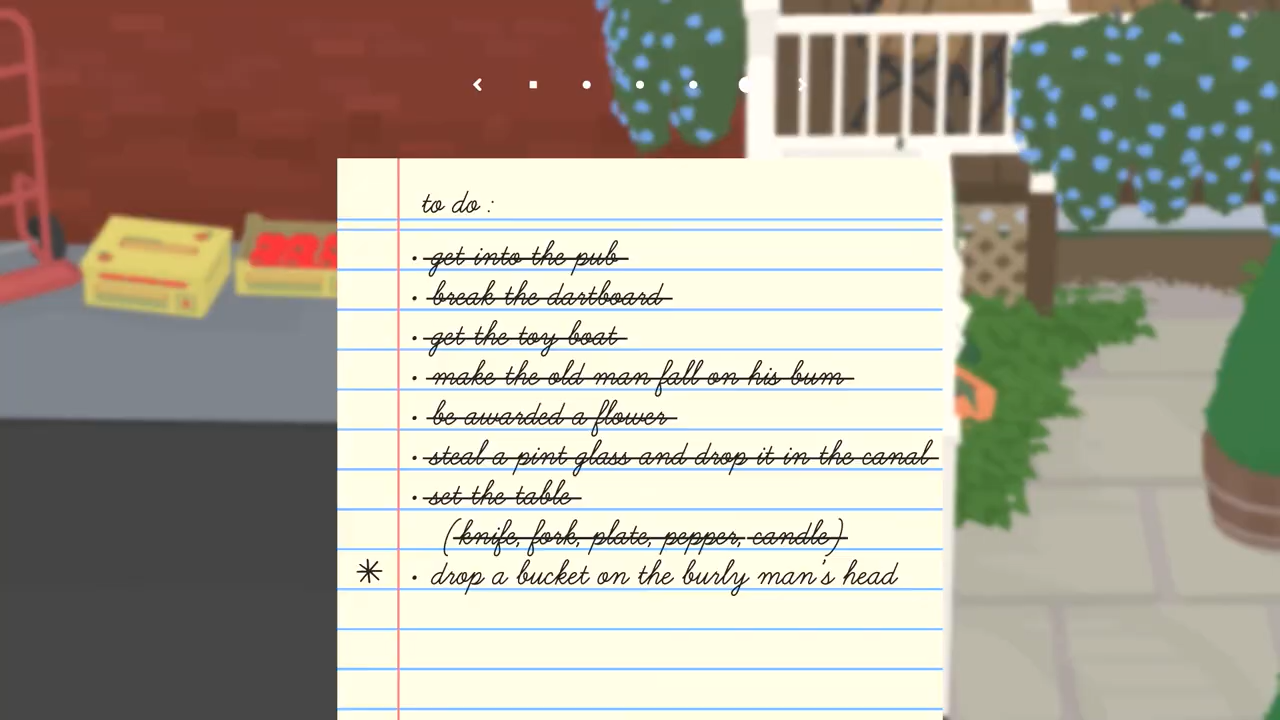 to do :
• get into the pub
• break the dartboard
• get the toy boat
• make the old man fall on his bum
• be awarded a flower
• steal a pint glass and drop it in the canal
• set the table
(knife, fork, plate, pepper, candle)
* • drop a bucket on the burly man's head